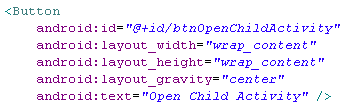 <Button
android:id="@+id/btnOpenChildActivity"
android:layout_width="wrap_content"
android:layout_height="wrap_content"
android:layout_gravity="center"
android:text="Open Child Activity" />